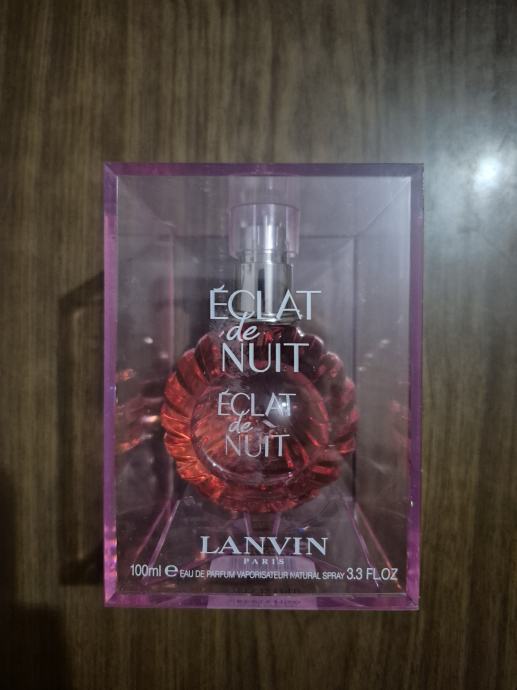 ÉCLAT
de
NUIT
ÉCLAT
de
NUIT
LANVIN
PARIS
100ml e EAU DE PARFUM VAPORISATEUR NATURAL SPRAY 3.3 FL.OZ